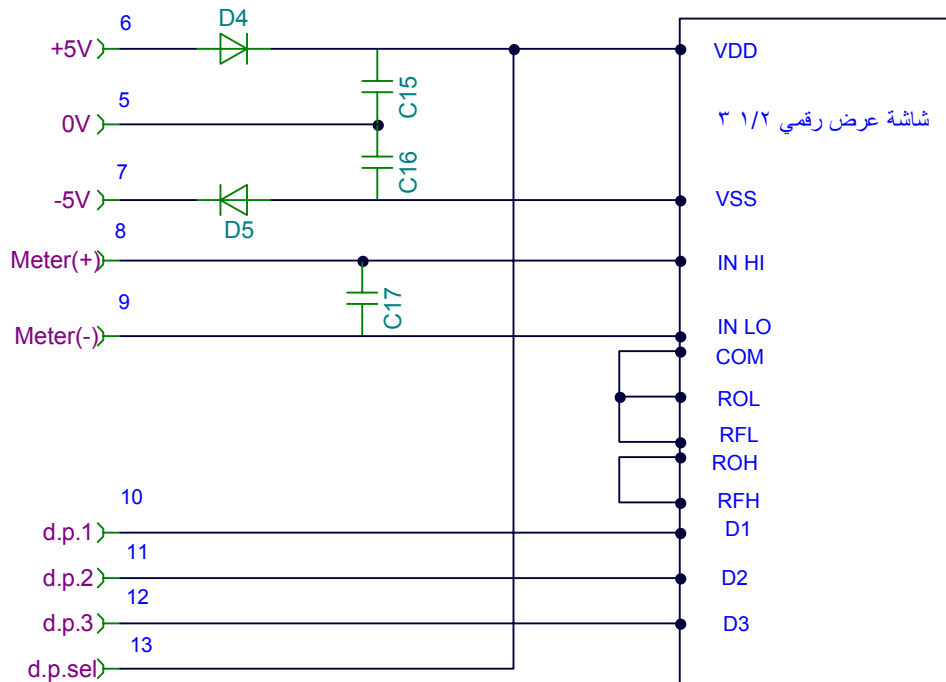 6
D4
+5V
VDD
C15
5
0V
شاشة عرض رقمي ١/٢ ٣
C16
7
-5V
VSS
D5
8
Meter(+)
IN HI
C17
9
Meter(-)
IN LO
COM
ROL
RFL
ROH
10
RFH
d.p.1
D1
11
d.p.2
D2
12
d.p.3
D3
13
d.p.sel